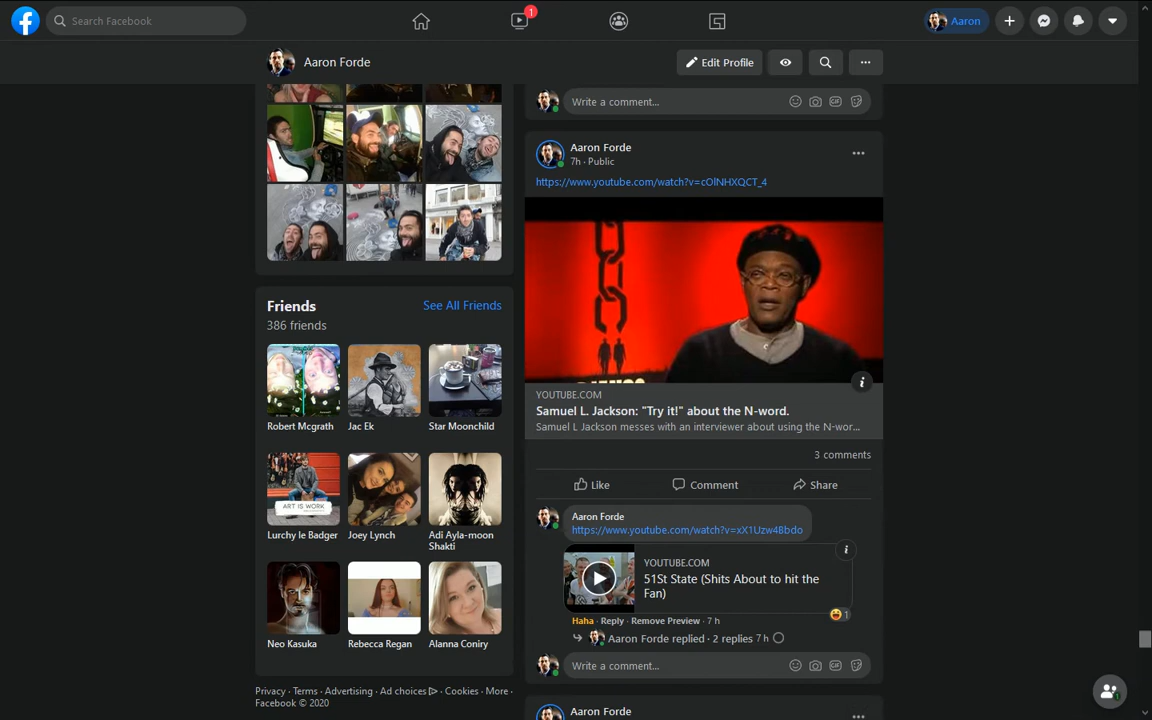 Search Facebook
1
Aaron
Aaron Forde
Edit Profile
Friends
See All Friends
386 friends
Robert Mcgrath
Jac Ek
Star Moonchild
ART IS WORK
Lurchy le Badger
Joey Lynch
Adi Ayla-moon
Shakti
Neo Kasuka
Rebecca Regan
Alanna Coniry
Privacy · Terms · Advertising · Ad choices · Cookies · More ·
Facebook © 2020
Write a comment...
GIF
Aaron Forde
7h · Public
https://www.youtube.com/watch?v=cOlNHXQCT_4
YOUTUBE.COM
Samuel L. Jackson: "Try it!" about the N-word.
Samuel L Jackson messes with an interviewer about using the N-wor...
3 comments
Like
Comment
Share
Aaron Forde
https://www.youtube.com/watch?v=xX1Uzw4Bbdo
YOUTUBE.COM
51St State (Shits About to hit the
Fan)
1
Haha · Reply · Remove Preview · 7 h
Aaron Forde replied · 2 replies 7 h
Write a comment...
GIF
Aaron Forde